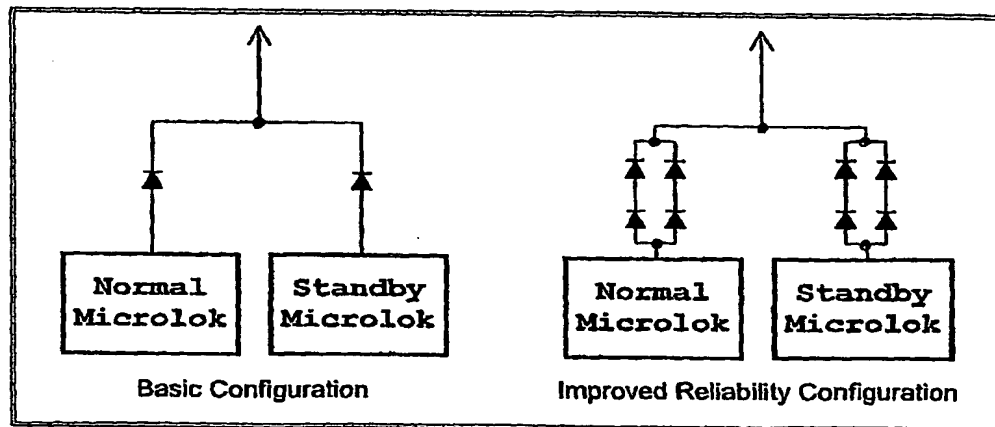 Normal
Microlok
Standby
Microlok
Basic Configuration
Normal
Microlok
Standby
Microlok
Improved Reliability Configuration